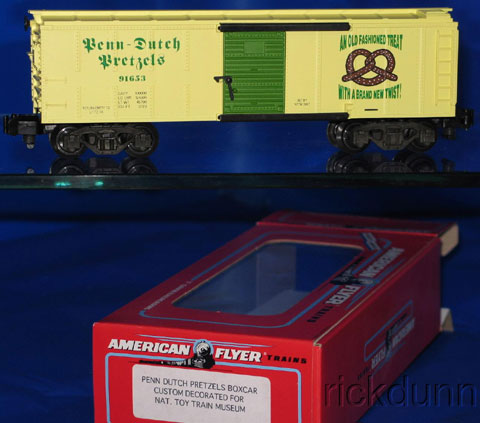 Penn-Dutch
Pretzels
91653
AN OLD FASHIONED TREAT
WITH A BRAND NEW TWIST!
AMERICAN FLYER TRAINS
PENN DUTCH PRETZELS BOXCAR
CUSTOM DECORATED FOR
NAT. TOY TRAIN MUSEUM
rickdunn